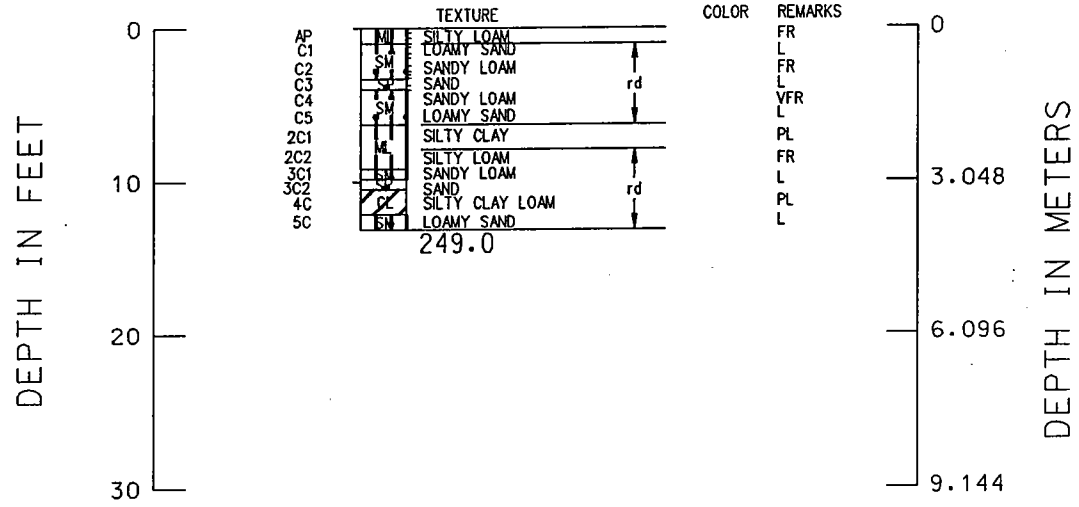 TEXTURE COLOR REMARKS
0 0
AP ML SILTY LOAM FR
C1 LOAMY SAND L
SM
C2 SANDY LOAM FR
C3 SAND L
rd
C4 SANDY LOAM VFR
SM
C5 LOAMY SAND L
2C1 SILTY CLAY PL
ML
2C2 SILTY LOAM FR
3C1 SM SANDY LOAM L
10 3.048
3C2 SAND
rd
4C CL SILTY CLAY LOAM PL
5C SM LOAMY SAND L
249.0
DEPTH IN FEET
DEPTH IN METERS
20 6.096
30 9.144